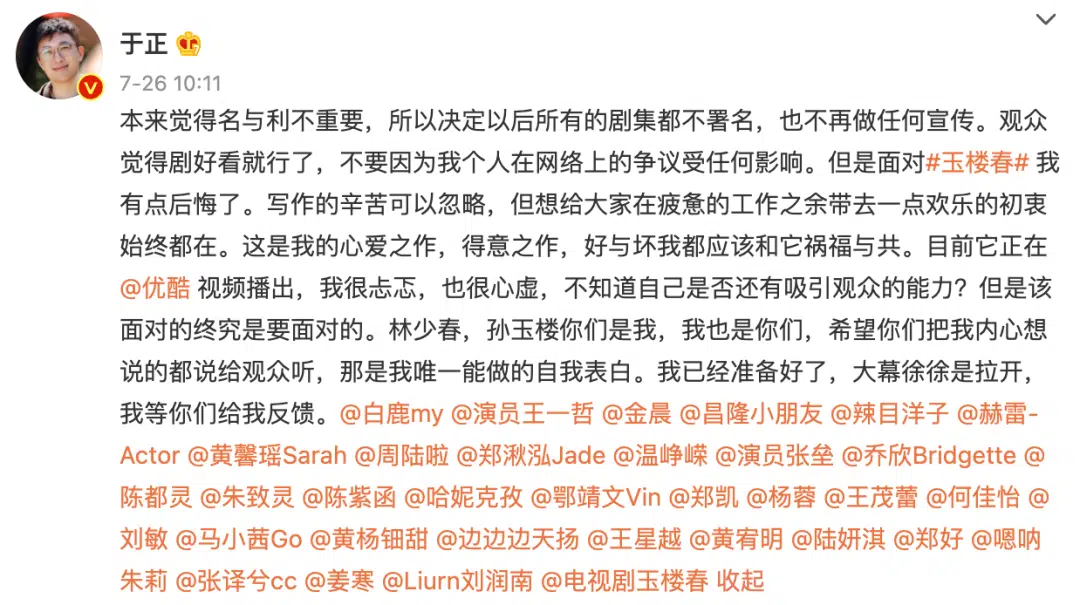 于正
7-26 10:11
本来觉得名与利不重要，所以决定以后所有的剧集都不署名，也不再做任何宣传。观众
觉得剧好看就行了，不要因为我个人在网络上的争议受任何影响。但是面对#玉楼春# 我
有点后悔了。写作的辛苦可以忽略，但想给大家在疲惫的工作之余带去一点欢乐的初衷
始终都在。这是我的心爱之作，得意之作，好与坏我都应该和它祸福与共。目前它正在
@优酷 视频播出，我很忐忑，也很心虚，不知道自己是否还有吸引观众的能力？但是该
面对的终究是要面对的。林少春，孙玉楼你们是我，我也是你们，希望你们把我内心想
说的都说给观众听，那是我唯一能做的自我表白。我已经准备好了，大幕徐徐是拉开，
我等你们给我反馈。@白鹿my @演员王一哲 @金晨 @昌隆小朋友 @辣目洋子 @赫雷-
Actor @黄馨瑶Sarah @周陆啦 @郑湫泓Jade @温峥嵘 @演员张垒 @乔欣Bridgette @
陈都灵 @朱致灵 @陈紫函 @哈妮克孜 @鄂靖文Vin @郑凯 @杨蓉 @王茂蕾 @何佳怡 @
刘敏 @马小茜Go @黄杨钿甜 @边边边天扬 @王星越 @黄宥明 @陆妍淇 @郑好 @嗯呐
朱莉 @张译兮cc @姜寒 @Liurn刘润南 @电视剧玉楼春 收起